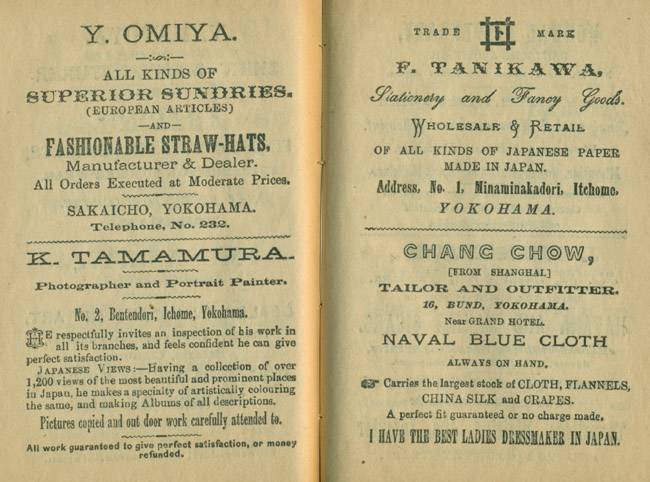 Y. OMIYA.
ALL KINDS OF
SUPERIOR SUNDRIES.
(EUROPEAN ARTICLES)
—AND—
FASHIONABLE STRAW-HATS,
Manufacturer & Dealer.
All Orders Executed at Moderate Prices.
SAKAICHO, YOKOHAMA.
Telephone, No. 232.
K. TAMAMURA.
Photographer and Portrait Painter.
No, 2, Bentendori, Ichome, Yokohama.
HE respectfully invites an inspection of his work in
all its branches, and feels confident he can give
perfect satisfaction.
JAPANESE VIEWS:—Having a collection of over
1,200 views of the most beautiful and prominent places
in Japan, he makes a specialty of artistically colouring
the same, and making Albums of all descriptions.
Pictures copied and out door work carefully attended to.
All work guaranteed to give perfect satisfaction, or money
refunded.
TRADE ト MARK
F. TANIKAWA,
Stationery and Fancy Goods.
WHOLESALE & RETAIL
OF ALL KINDS OF JAPANESE PAPER
MADE IN JAPAN.
Address, No. 1, Minaminakadori, Itchome,
YOKOHAMA.
CHANG CHOW,
[FROM SHANGHAI.]
TAILOR AND OUTFITTER.
16, BUND, YOKOHAMA.
Near GRAND HOTEL.
NAVAL BLUE CLOTH
ALWAYS ON HAND.
Carries the largest stock of CLOTH, FLANNELS,
CHINA SILK and CRAPES.
A perfect fit guaranteed or no charge made,
I HAVE THE BEST LADIES DRESSMAKER IN JAPAN.